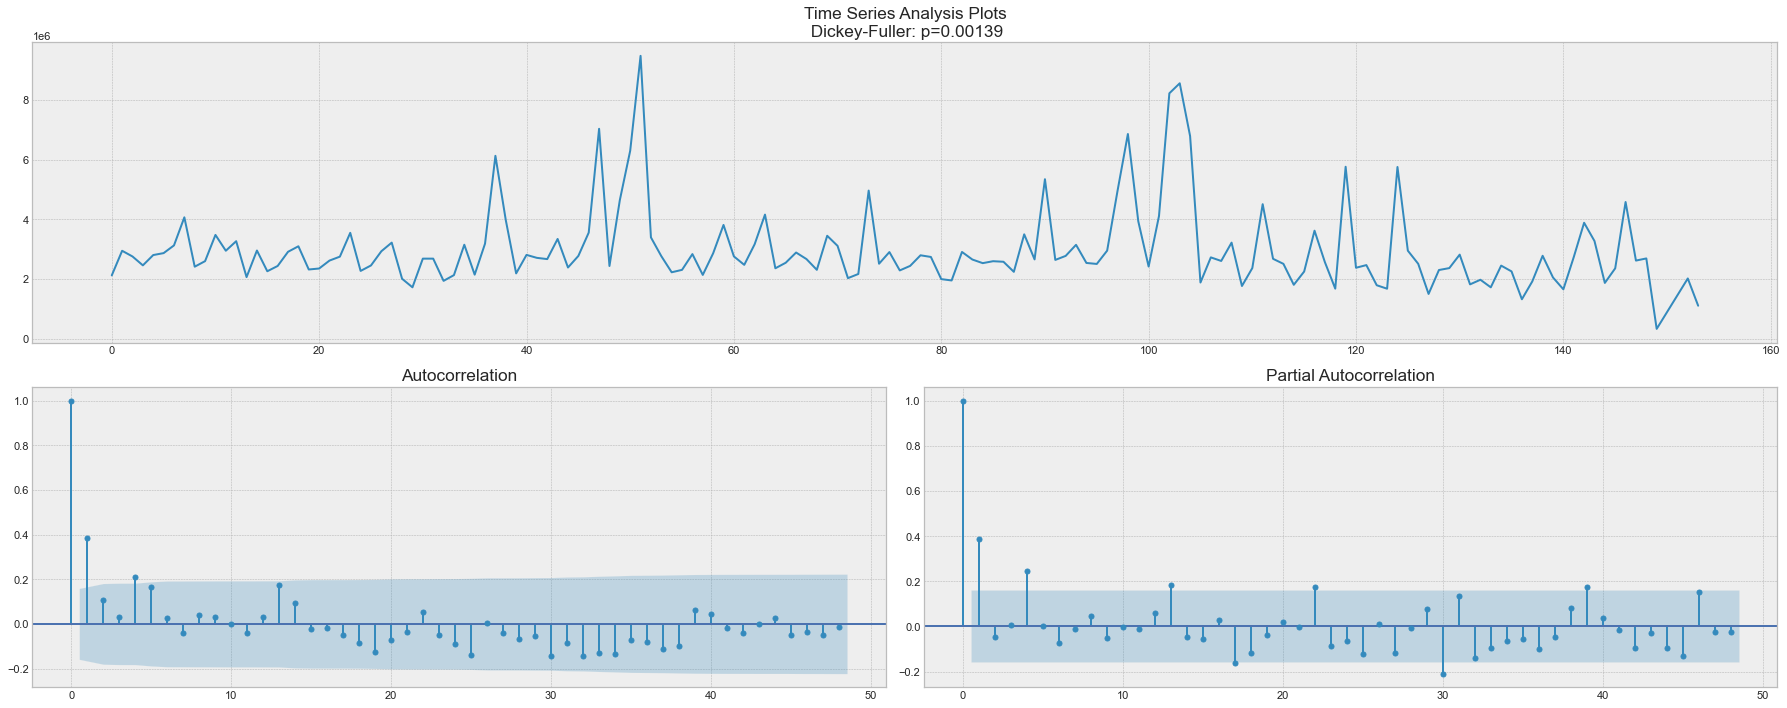 Time Series Analysis Plots
Dickey-Fuller: p=0.00139
1e6
8
6
4
2
0
0 20 40 60 80 100 120 140 160
Autocorrelation
1.0
0.8
0.6
0.4
0.2
0.0
−0.2
0 10 20 30 40 50
Partial Autocorrelation
1.0
0.8
0.6
0.4
0.2
0.0
−0.2
0 10 20 30 40 50